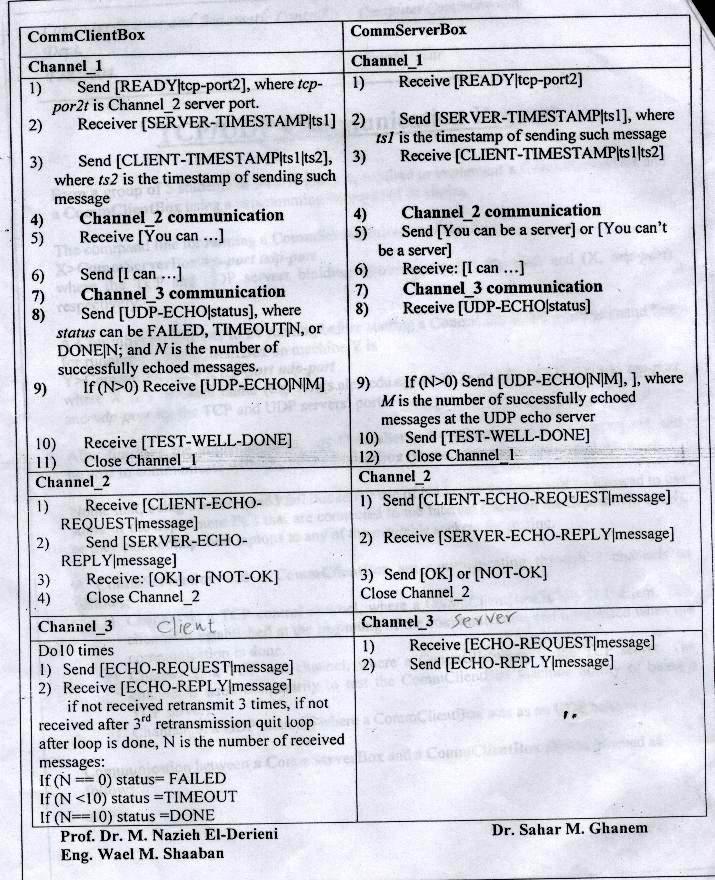 CommClientBox
CommServerBox
Channel_1
1) Send [READY|tcp-port2], where tcp-
por2t is Channel_2 server port.
2) Receiver [SERVER-TIMESTAMP|ts1]
3) Send [CLIENT-TIMESTAMP|ts1|ts2],
where ts2 is the timestamp of sending such
message
4) Channel_2 communication
5) Receive [You can ...]
6) Send [I can ...]
7) Channel_3 communication
8) Send [UDP-ECHO|status], where
status can be FAILED, TIMEOUT|N, or
DONE|N; and N is the number of
successfully echoed messages.
9) If (N>0) Receive [UDP-ECHO|N|M]
10) Receive [TEST-WELL-DONE]
11) Close Channel_1
Channel_1
1) Receive [READY|tcp-port2]
2) Send [SERVER-TIMESTAMP|ts1], where
ts1 is the timestamp of sending such message
3) Receive [CLIENT-TIMESTAMP|ts1|ts2]
4) Channel_2 communication
5) Send [You can be a server] or [You can't
be a server]
6) Receive: [I can ...]
7) Channel_3 communication
8) Receive [UDP-ECHO|status]
9) If (N>0) Send [UDP-ECHO|N|M], ], where
M is the number of successfully echoed
messages at the UDP echo server
10) Send [TEST-WELL-DONE]
12) Close Channel_1
Channel_2
1) Receive [CLIENT-ECHO-
REQUEST|message]
2) Send [SERVER-ECHO-
REPLY|message]
3) Receive: [OK] or [NOT-OK]
4) Close Channel_2
Channel_2
1) Send [CLIENT-ECHO-REQUEST|message]
2) Receive [SERVER-ECHO-REPLY|message]
3) Send [OK] or [NOT-OK]
Close Channel_2
Channel_3 Client
Do10 times
1) Send [ECHO-REQUEST|message]
2) Receive [ECHO-REPLY|message]
if not received retransmit 3 times, if not
received after 3rd retransmission quit loop
after loop is done, N is the number of received
messages:
If (N == 0) status= FAILED
If (N <10) status =TIMEOUT
If (N==10) status =DONE
Channel_3 Server
1) Receive [ECHO-REQUEST|message]
2) Send [ECHO-REPLY|message]
Prof. Dr. M. Nazieh El-Derieni
Eng. Wael M. Shaaban
Dr. Sahar M. Ghanem